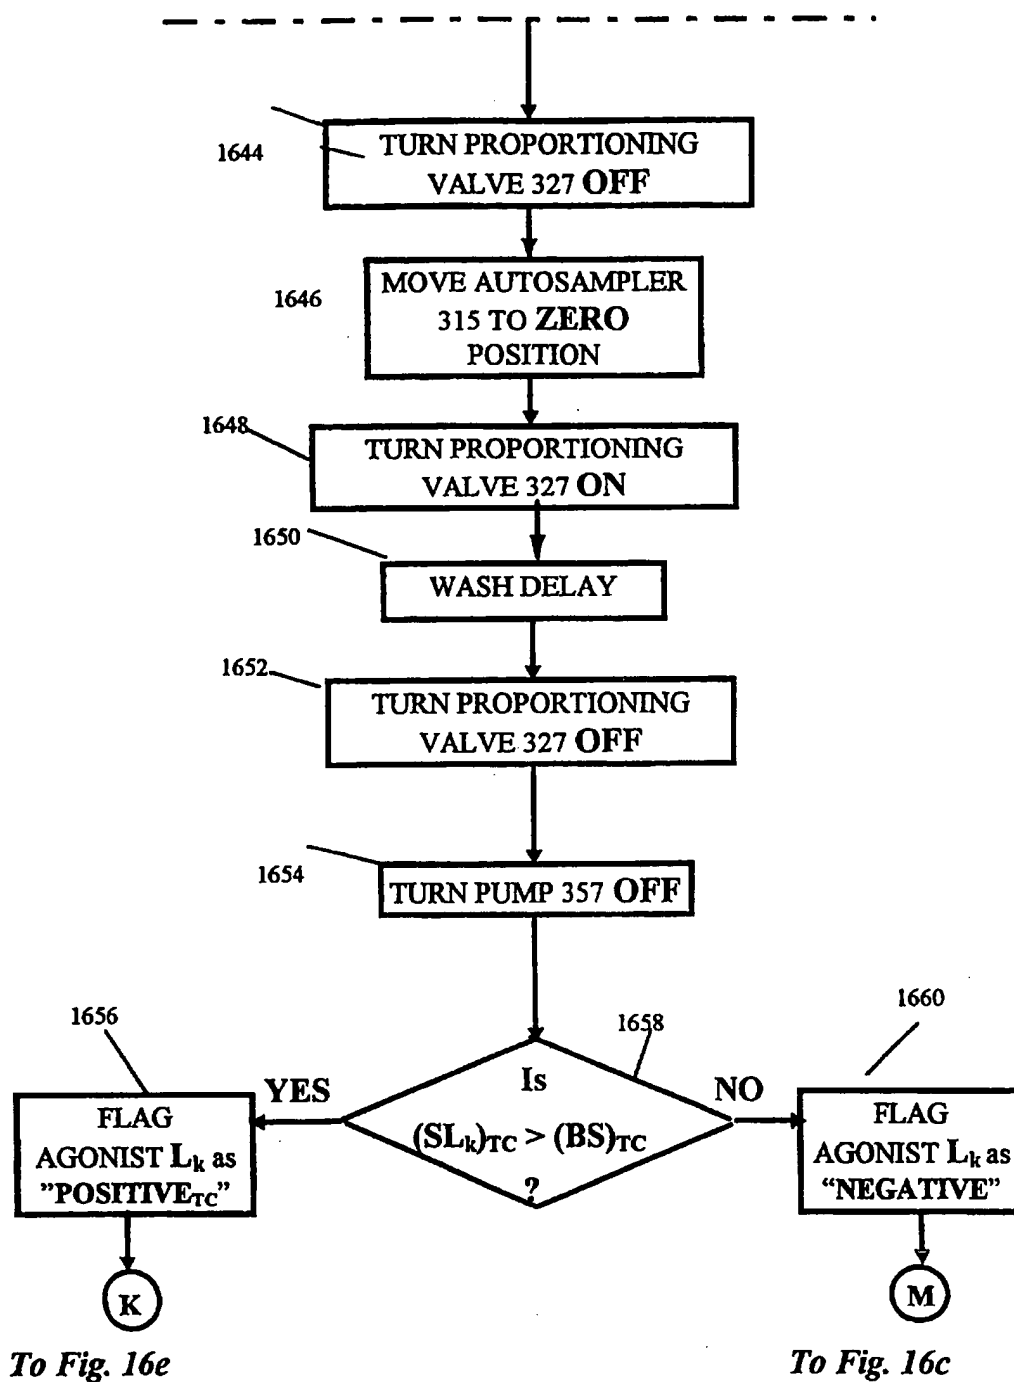 1644
TURN PROPORTIONING
VALVE 327 OFF
1646
MOVE AUTOSAMPLER
315 TO ZERO
POSITION
1648
TURN PROPORTIONING
VALVE 327 ON
1650
WASH DELAY
1652
TURN PROPORTIONING
VALVE 327 OFF
1654
TURN PUMP 357 OFF
1656
1658
1660
YES
Is
(SLk)TC > (BS)TC
?
NO
FLAG
AGONIST Lk as
”POSITIVETC”
FLAG
AGONIST Lk as
“NEGATIVE”
K
M
To Fig. 16e
To Fig. 16c